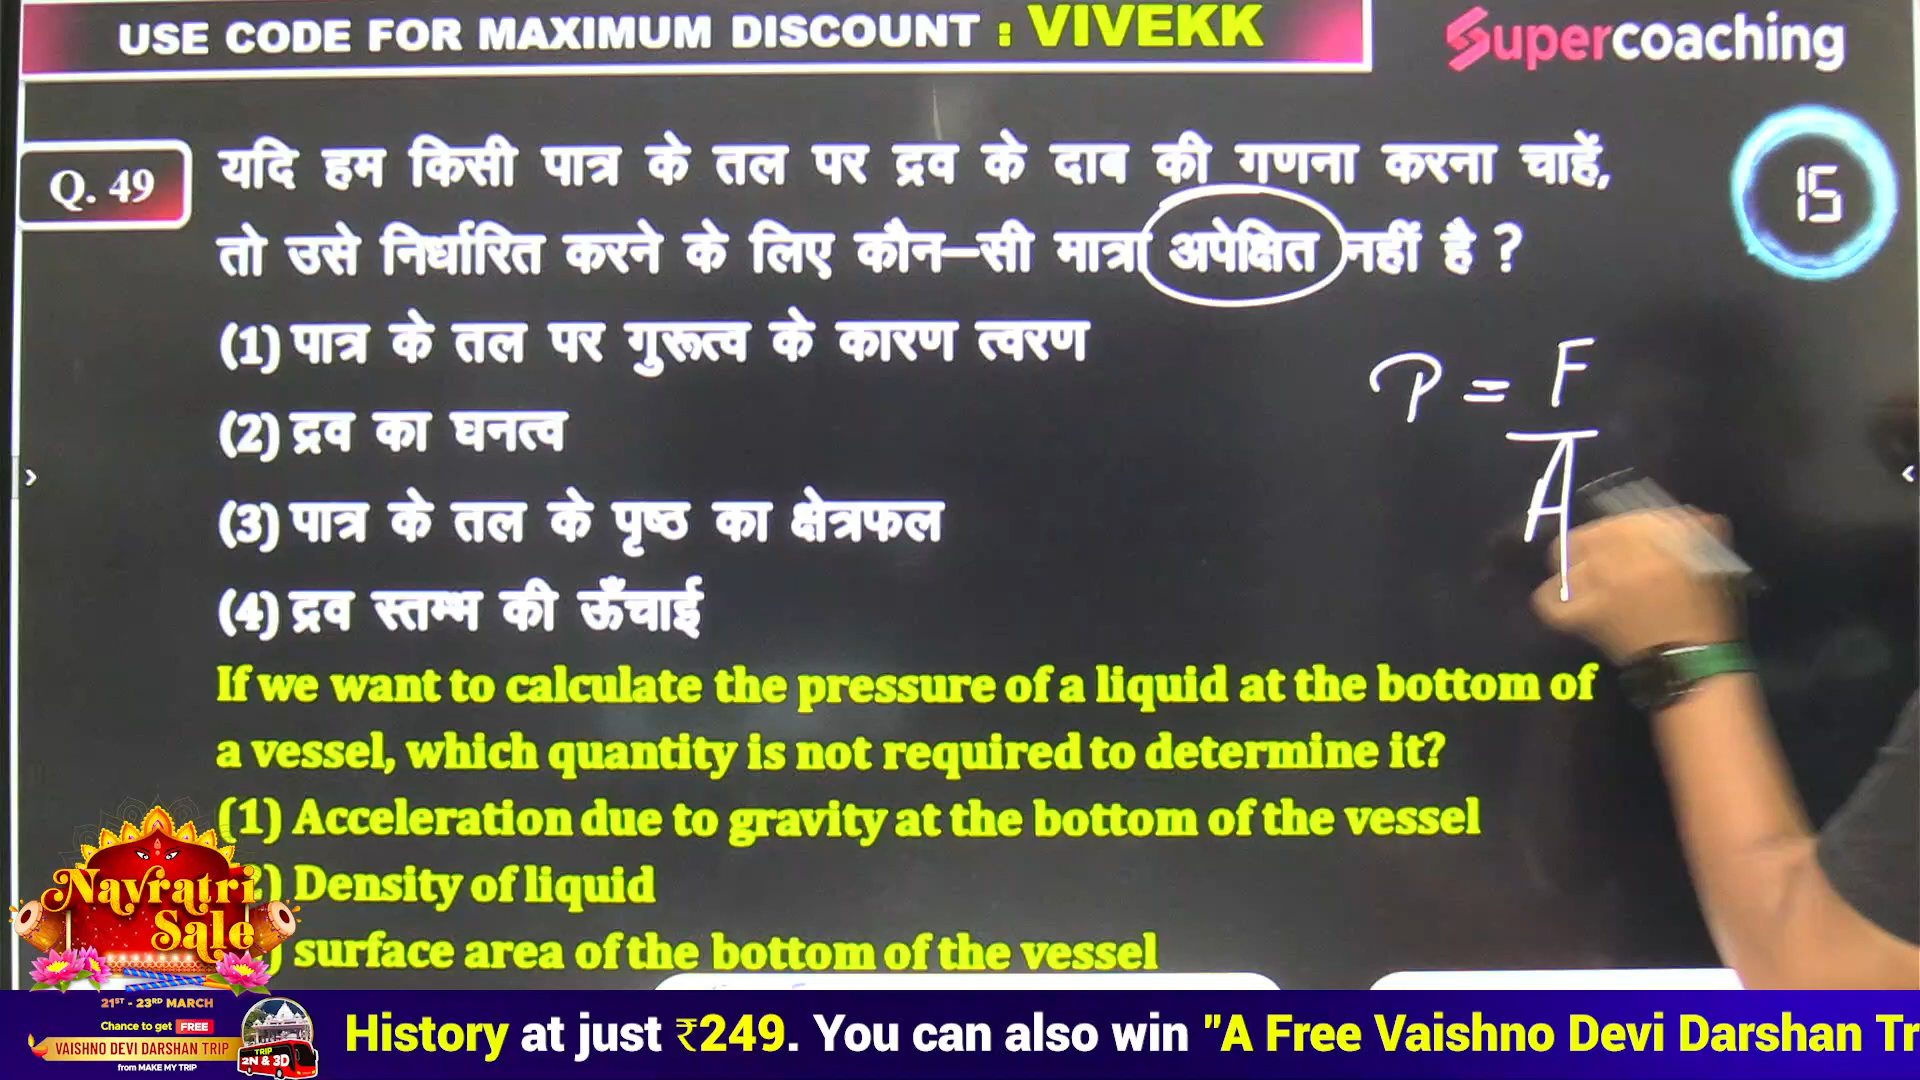 USE CODE FOR MAXIMUM DISCOUNT : VIVEKK
Supercoaching
Q. 49
15
यदि हम किसी पात्र के तल पर द्रव के दाब की गणना करना चाहें,
तो उसे निर्धारित करने के लिए कौन–सी मात्रा अपेक्षित नहीं है ?
(1) पात्र के तल पर गुरूत्व के कारण त्वरण
(2) द्रव का घनत्व
(3) पात्र के तल के पृष्ठ का क्षेत्रफल
(4) द्रव स्तम्भ की ऊँचाई
P = F
A
If we want to calculate the pressure of a liquid at the bottom of
a vessel, which quantity is not required to determine it?
(1) Acceleration due to gravity at the bottom of the vessel
2) Density of liquid
) surface area of the bottom of the vessel
Navratri
Sale
21ST - 23RD MARCH
Chance to get FREE
VAISHNO DEVI DARSHAN TRIP
from MAKE MY TRIP
TRIP
2N & 3D
History at just ₹249. You can also win "A Free Vaishno Devi Darshan Tr